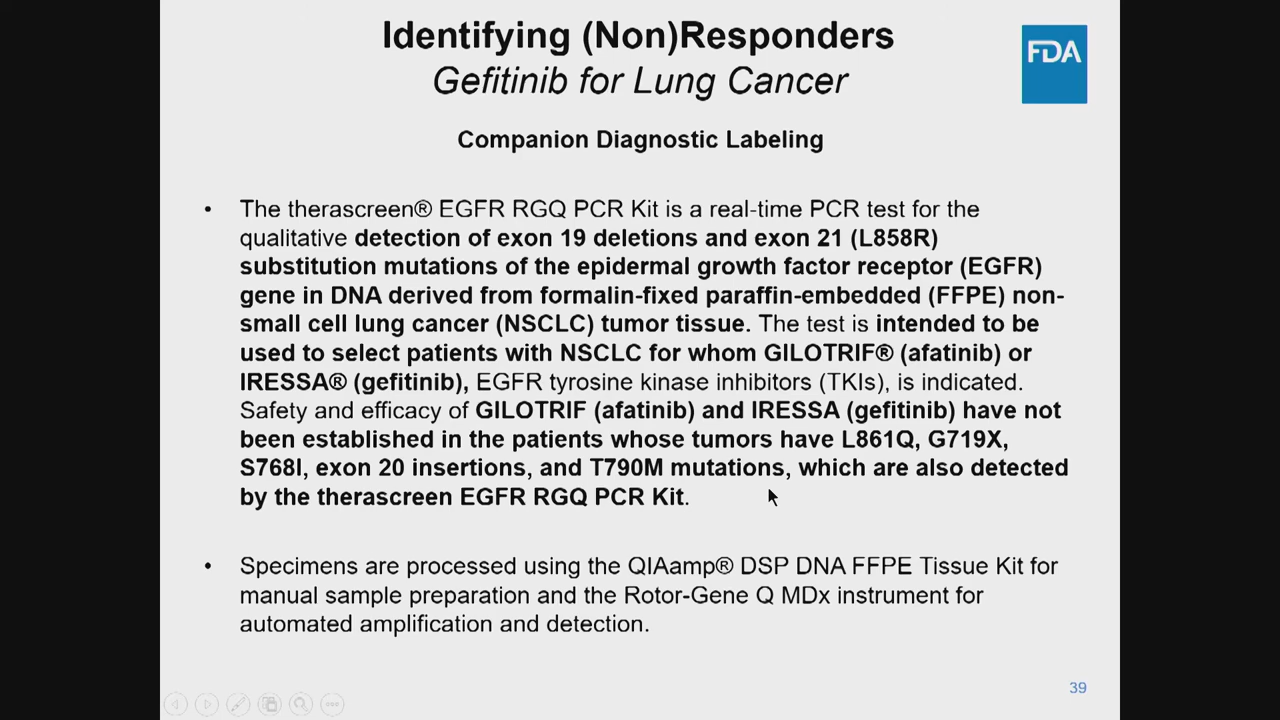 Identifying (Non)Responders
Gefitinib for Lung Cancer
FDA
Companion Diagnostic Labeling
• The therascreen® EGFR RGQ PCR Kit is a real-time PCR test for the
qualitative detection of exon 19 deletions and exon 21 (L858R)
substitution mutations of the epidermal growth factor receptor (EGFR)
gene in DNA derived from formalin-fixed paraffin-embedded (FFPE) non-
small cell lung cancer (NSCLC) tumor tissue. The test is intended to be
used to select patients with NSCLC for whom GILOTRIF® (afatinib) or
IRESSA® (gefitinib), EGFR tyrosine kinase inhibitors (TKIs), is indicated.
Safety and efficacy of GILOTRIF (afatinib) and IRESSA (gefitinib) have not
been established in the patients whose tumors have L861Q, G719X,
S768I, exon 20 insertions, and T790M mutations, which are also detected
by the therascreen EGFR RGQ PCR Kit.
• Specimens are processed using the QIAamp® DSP DNA FFPE Tissue Kit for
manual sample preparation and the Rotor-Gene Q MDx instrument for
automated amplification and detection.
39